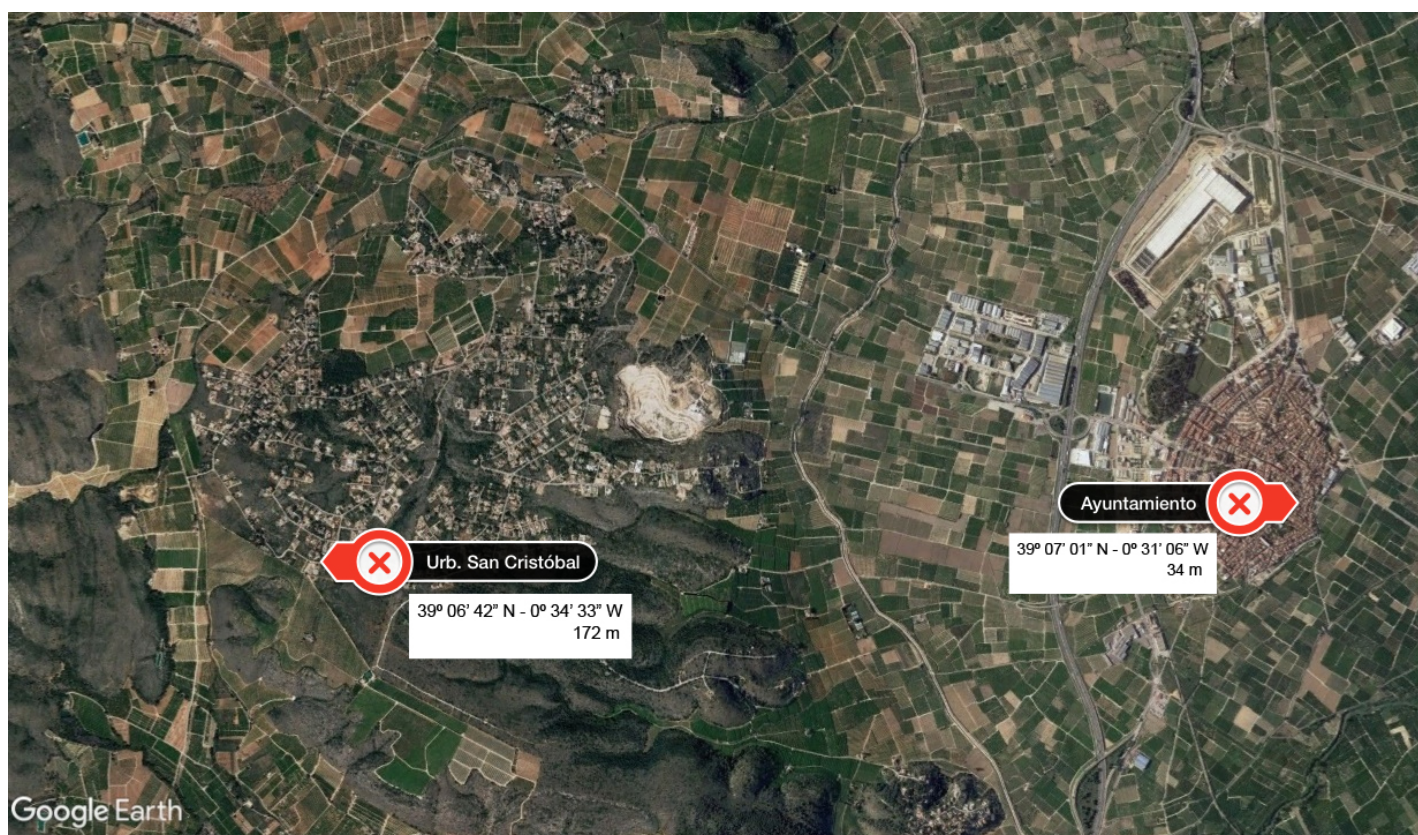 Ayuntamiento
39º 07’ 01” N - 0º 31’ 06” W
34 m
Urb. San Cristóbal
39º 06’ 42” N - 0º 34’ 33” W
172 m
Google Earth